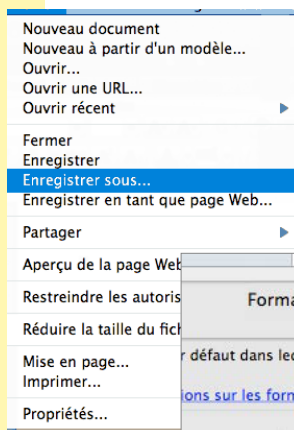 Nouveau document
Nouveau à partir d'un modèle...
Ouvrir...
Ouvrir une URL...
Ouvrir récent
Fermer
Enregistrer
Enregistrer sous...
Enregistrer en tant que page Web...
Partager
Aperçu de la page Web
Restreindre les autoris
Forma
Réduire la taille du fich
défaut dans lec
Mise en page...
Imprimer...
ions sur les form
Propriétés...